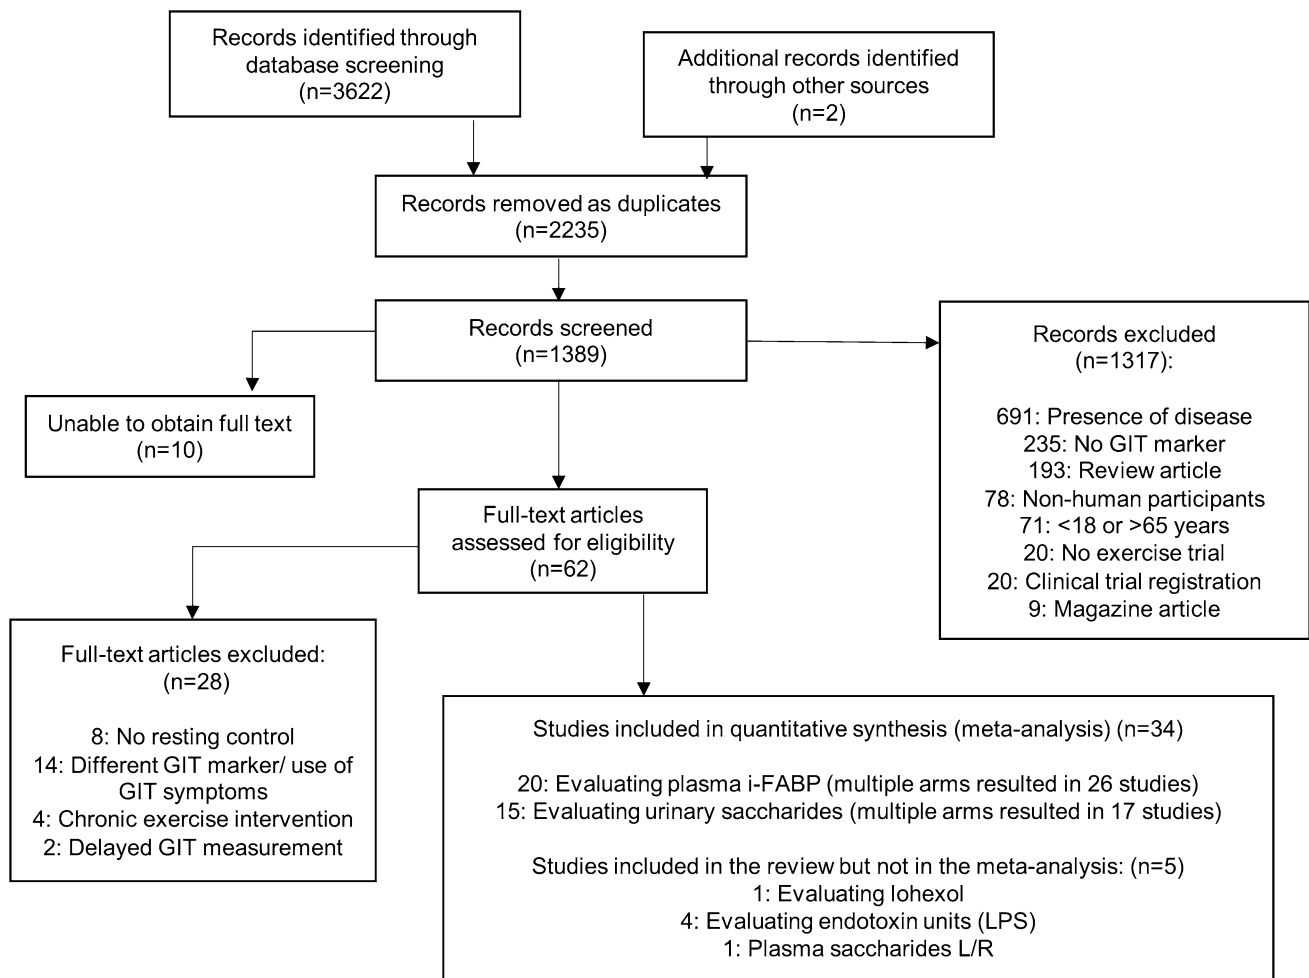 Records identified through
database screening
(n=3622)
Additional records identified
through other sources
(n=2)
Records removed as duplicates
(n=2235)
Records screened
(n=1389)
Unable to obtain full text
(n=10)
Records excluded
(n=1317):
691: Presence of disease
235: No GIT marker
193: Review article
78: Non-human participants
71: <18 or >65 years
20: No exercise trial
20: Clinical trial registration
9: Magazine article
Full-text articles
assessed for eligibility
(n=62)
Full-text articles excluded:
(n=28)
8: No resting control
14: Different GIT marker/ use of
GIT symptoms
4: Chronic exercise intervention
2: Delayed GIT measurement
Studies included in quantitative synthesis (meta-analysis) (n=34)
20: Evaluating plasma i-FABP (multiple arms resulted in 26 studies)
15: Evaluating urinary saccharides (multiple arms resulted in 17 studies)
Studies included in the review but not in the meta-analysis: (n=5)
1: Evaluating Iohexol
4: Evaluating endotoxin units (LPS)
1: Plasma saccharides L/R